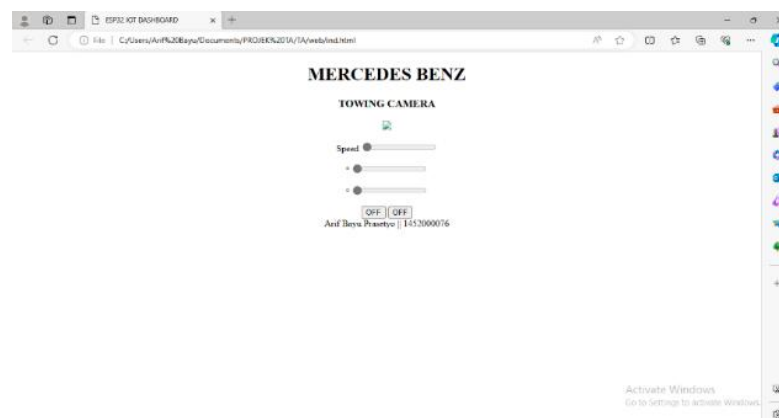 ESP32 IOT DASHBOARD
File | C:/Users/Arif%20Bayu/Documents/PROJEK%20TA/TA/web/ind.html
MERCEDES BENZ
TOWING CAMERA
Speed
OFF OFF
Arif Bayu Prasetyo || 1452000076
Activate Windows
Go to Settings to activate Windows.